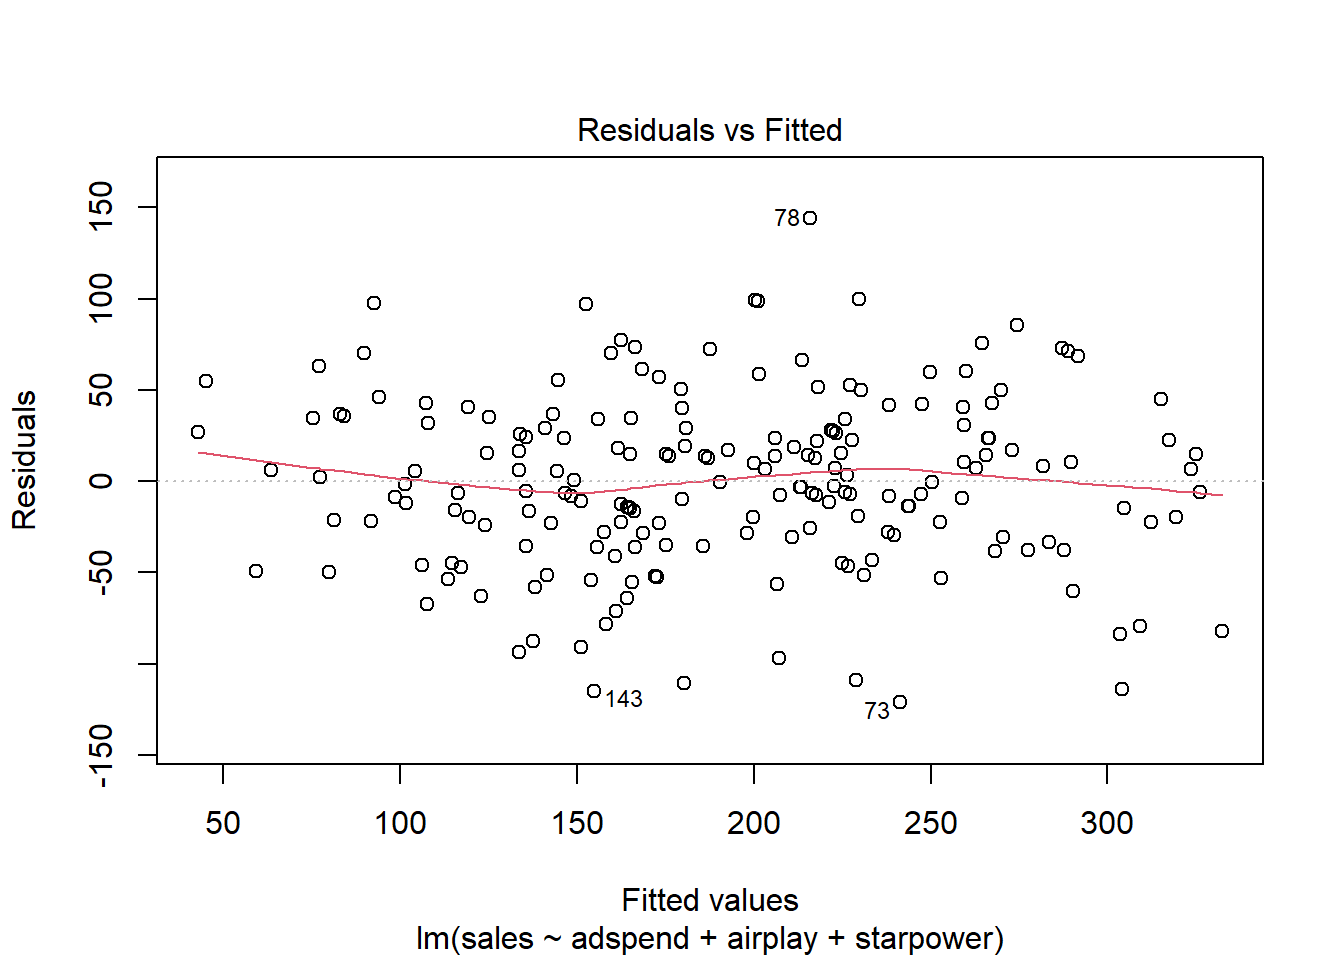 Residuals vs Fitted
150
100
50
0
-50
-150
Residuals
78
143
73
50 100 150 200 250 300
Fitted values
lm(sales ~ adspend + airplay + starpower)